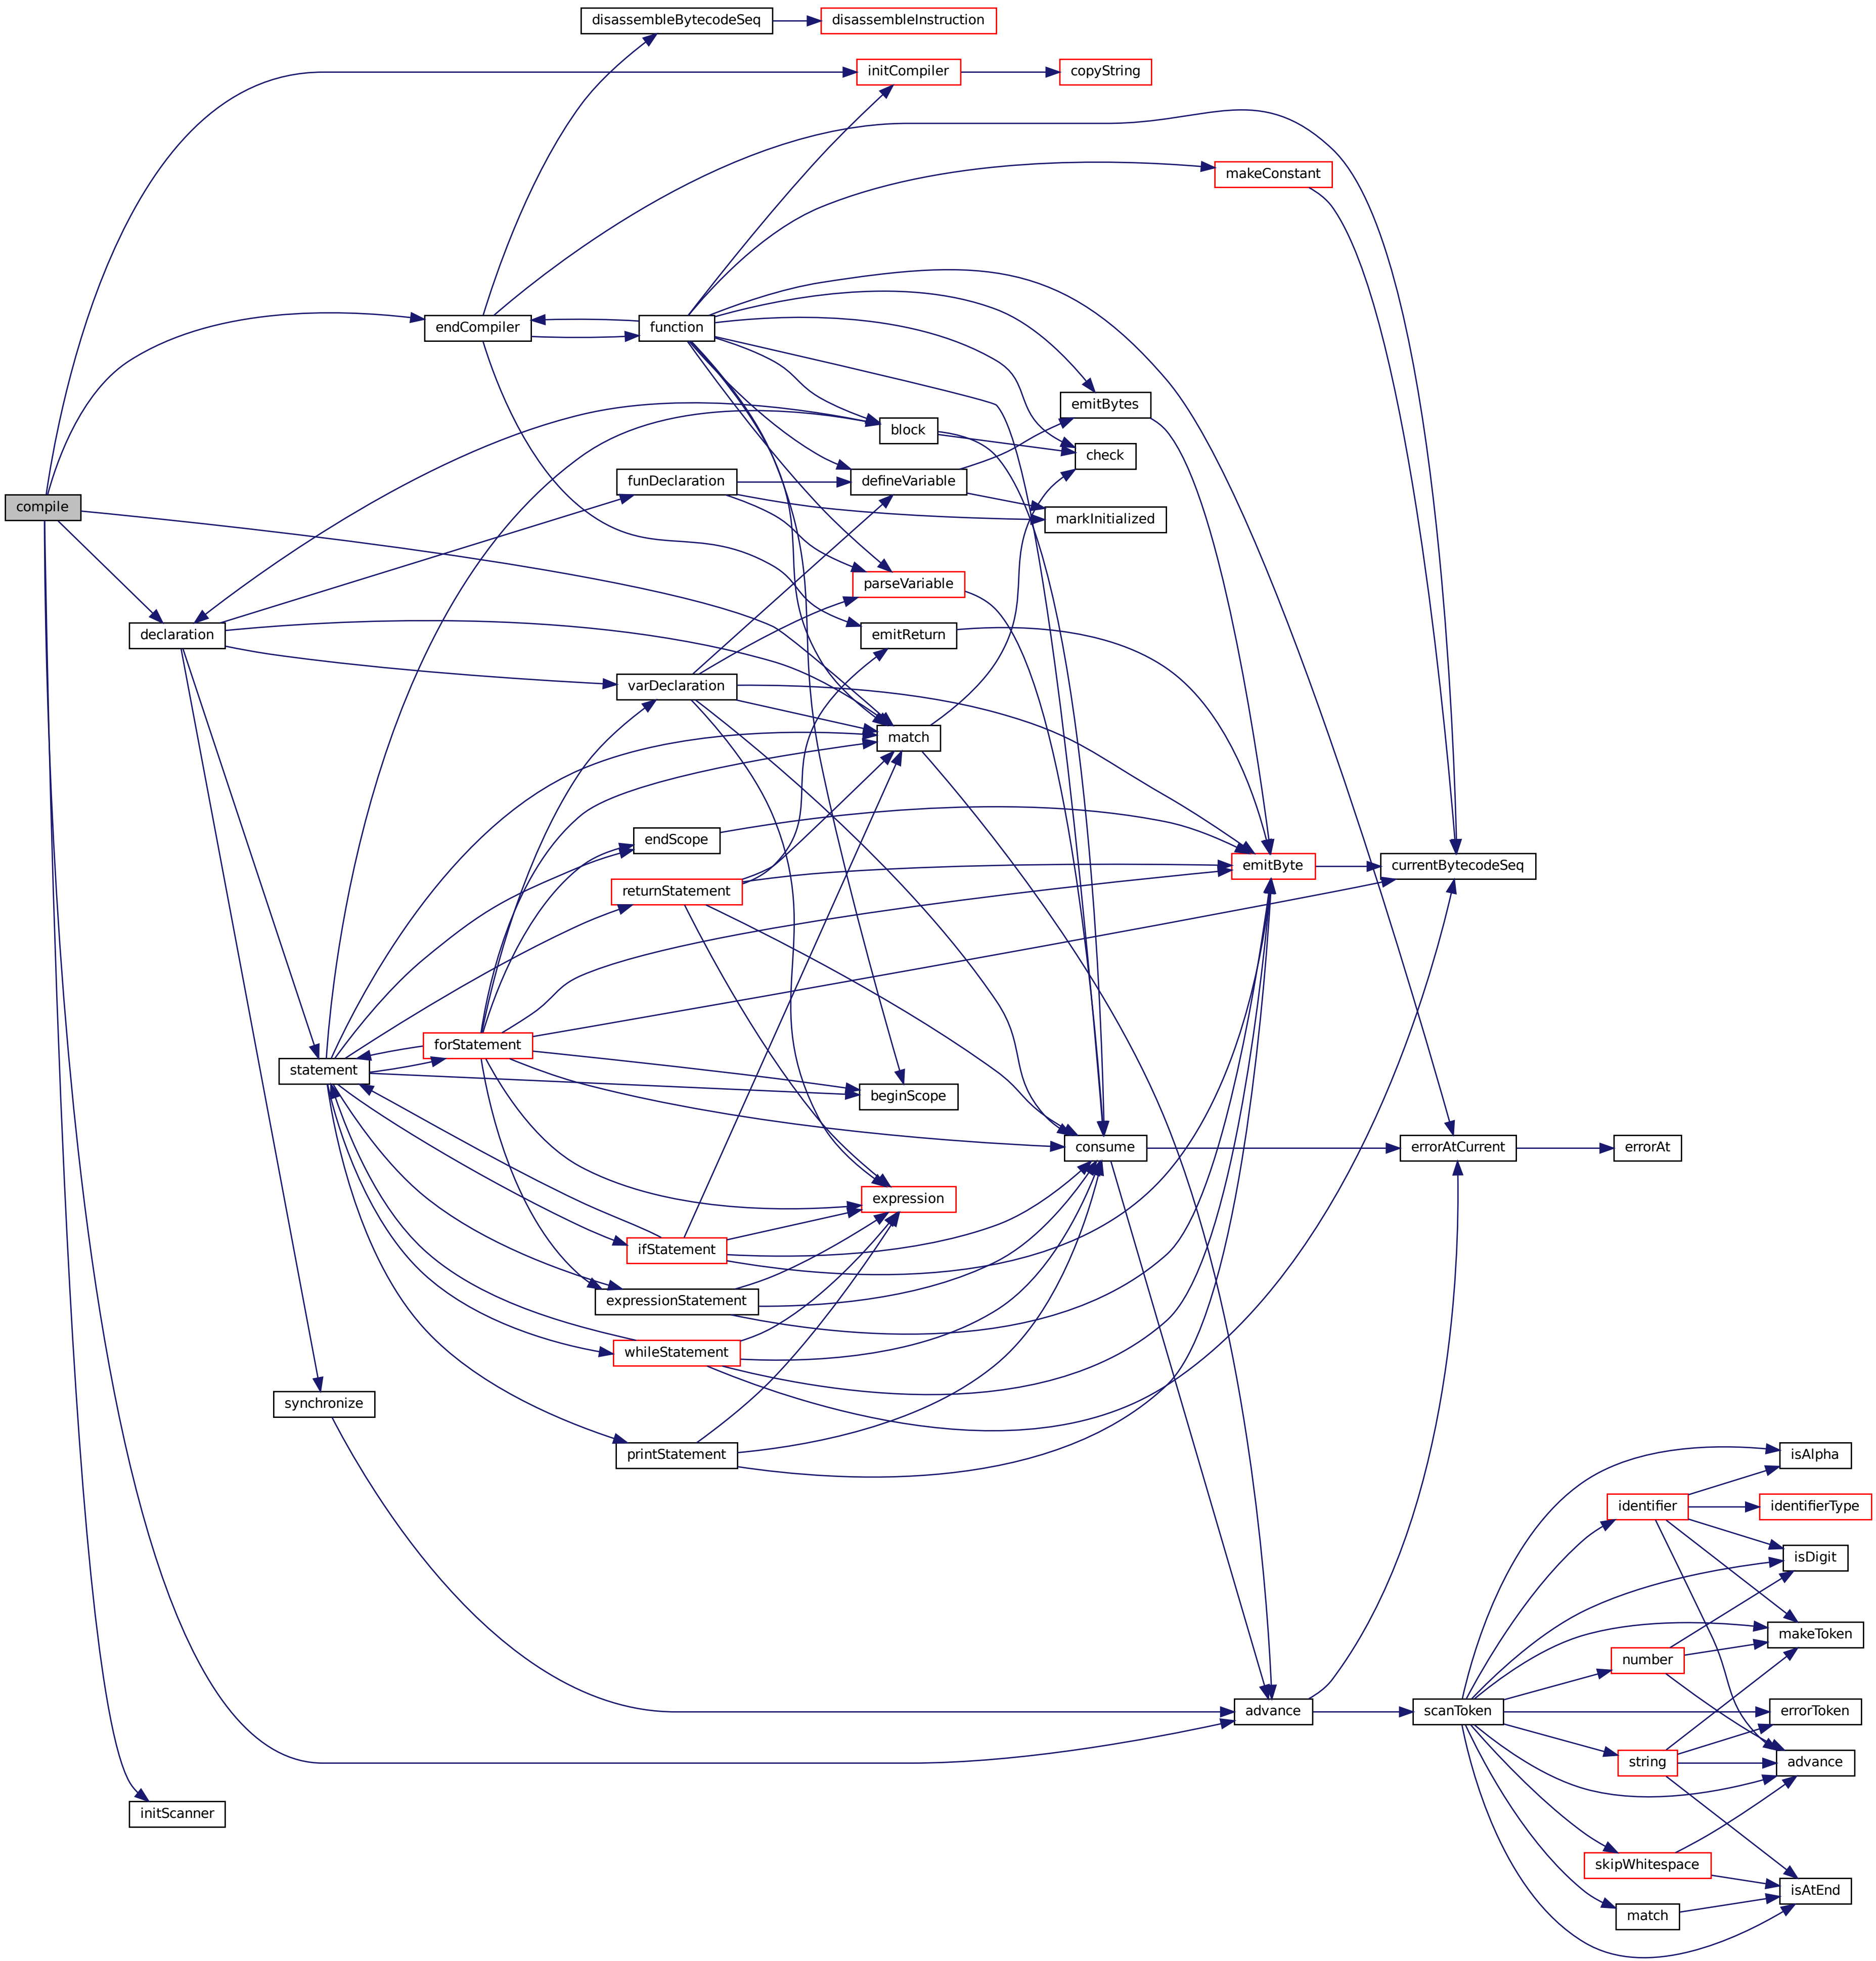 disassembleBytecodeSeq
disassembleInstruction
initCompiler
copyString
makeConstant
endCompiler
function
emitBytes
block
check
funDeclaration
defineVariable
compile
markInitialized
parseVariable
declaration
emitReturn
varDeclaration
match
endScope
emitByte
currentBytecodeSeq
returnStatement
forStatement
statement
beginScope
consume
errorAtCurrent
errorAt
expression
ifStatement
expressionStatement
whileStatement
synchronize
printStatement
isAlpha
identifier
identifierType
isDigit
makeToken
number
advance
scanToken
errorToken
string
advance
initScanner
skipWhitespace
isAtEnd
match